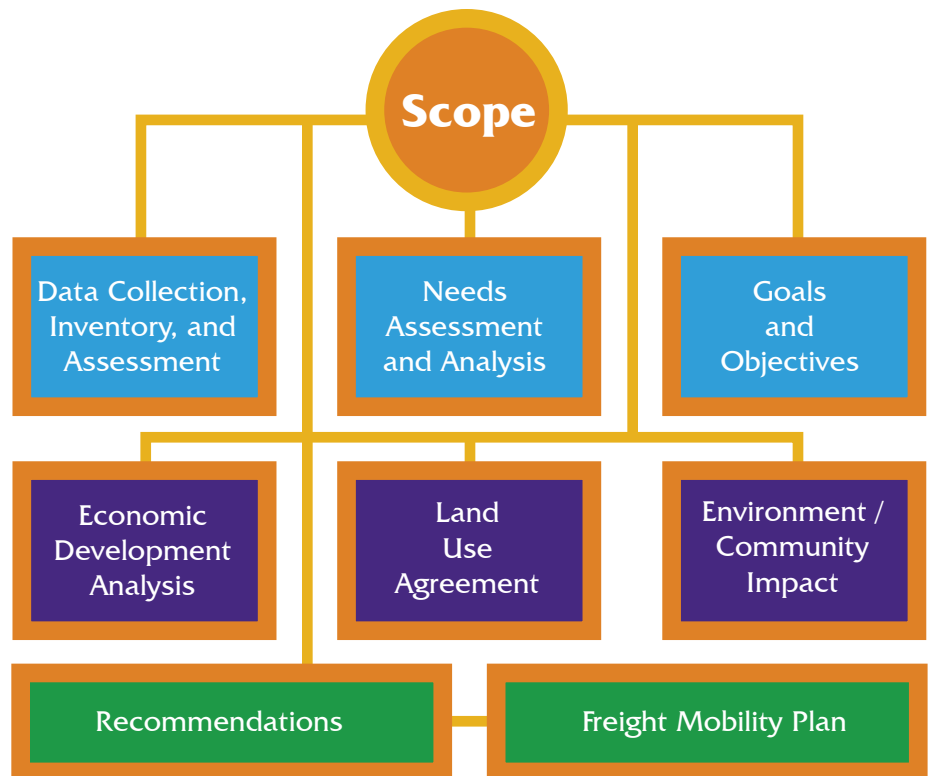 Scope
Data Collection,
Inventory, and
Assessment
Needs
Assessment
and Analysis
Goals
and
Objectives
Economic
Development
Analysis
Land
Use
Agreement
Environment /
Community
Impact
Recommendations
Freight Mobility Plan